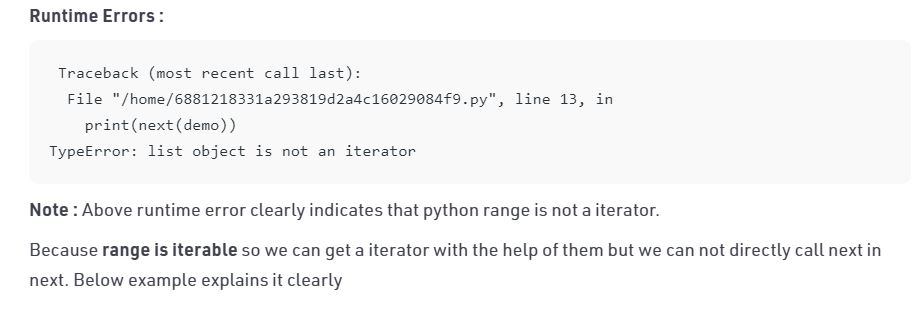 Runtime Errors :
Traceback (most recent call last):
File "/home/6881218331a293819d2a4c16029084f9.py", line 13, in
print(next(demo))
TypeError: list object is not an iterator
Note : Above runtime error clearly indicates that python range is not a iterator.
Because range is iterable so we can get a iterator with the help of them but we can not directly call next in
next. Below example explains it clearly